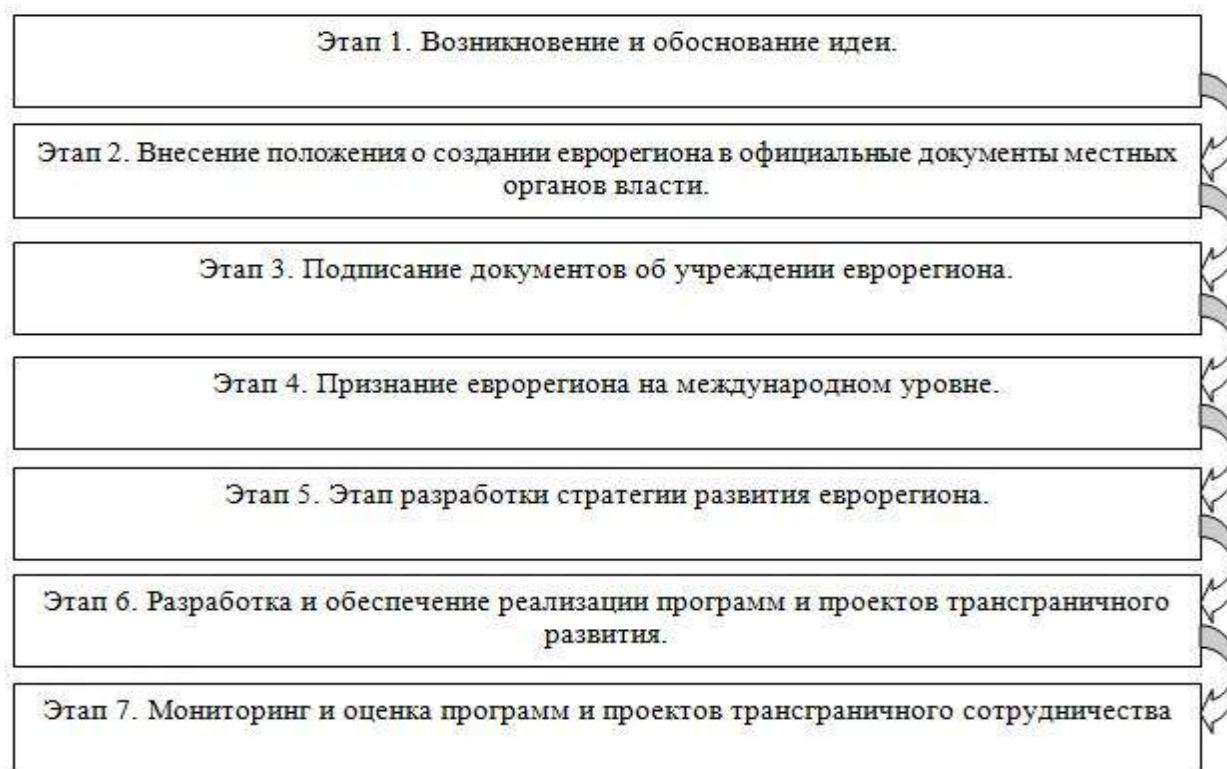 Этап 1. Возникновение и обоснование идеи.
Этап 2. Внесение положения о создании еврорегиона в официальные документы местных
органов власти.
Этап 3. Подписание документов об учреждении еврорегиона.
Этап 4. Признание еврорегиона на международном уровне.
Этап 5. Этап разработки стратегии развития еврорегиона.
Этап 6. Разработка и обеспечение реализации программ и проектов трансграничного
развития.
Этап 7. Мониторинг и оценка программ и проектов трансграничного сотрудничества